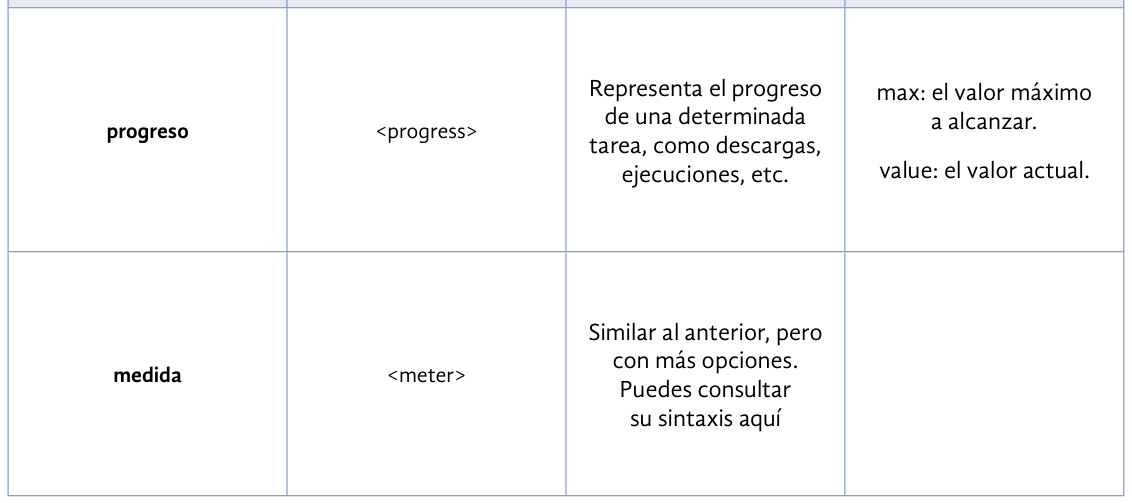 progreso
<progress>
Representa el progreso
de una determinada
tarea, como descargas,
ejecuciones, etc.
max: el valor máximo
a alcanzar.
value: el valor actual.
medida
<meter>
Similar al anterior, pero
con más opciones.
Puedes consultar
su sintaxis aquí